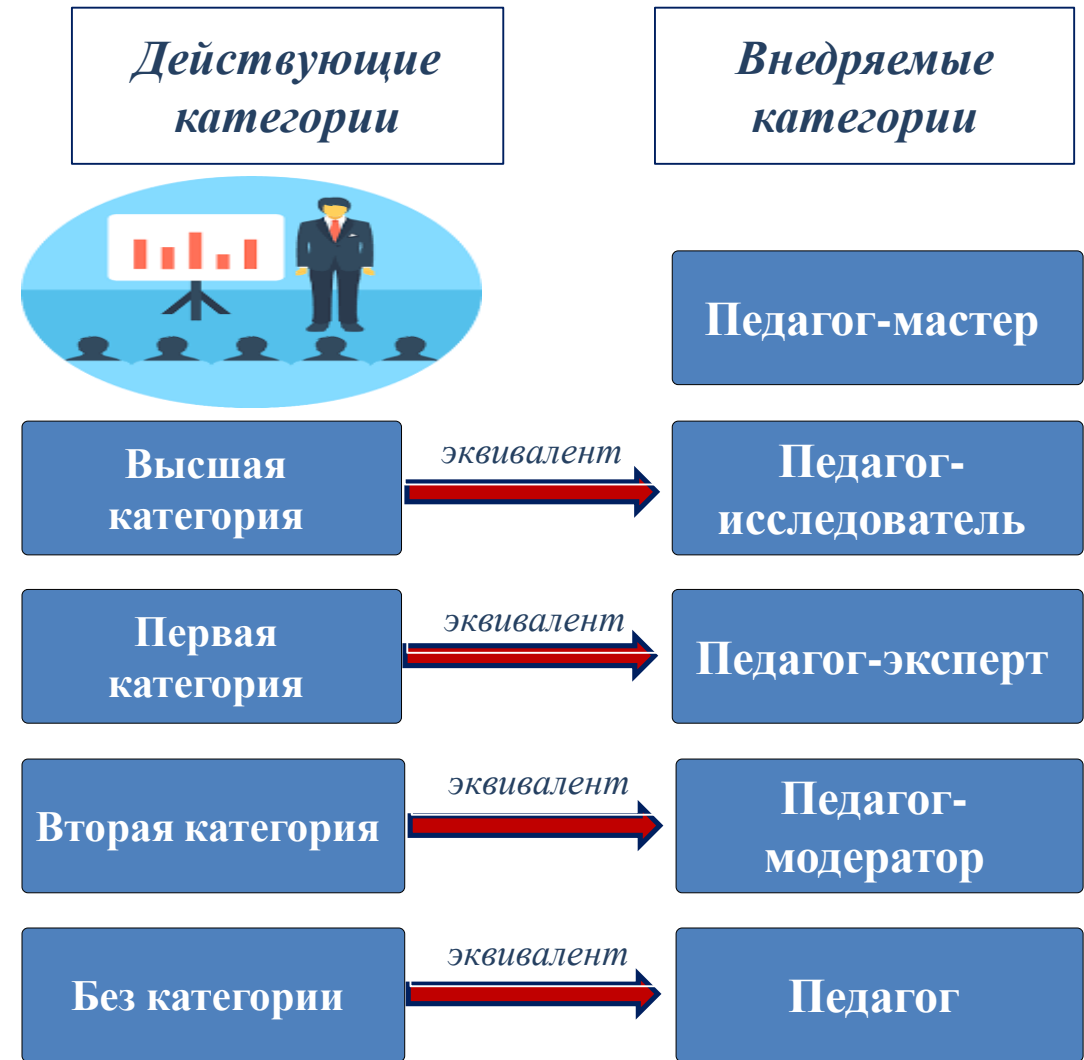 Действующие
категории
Внедряемые
категории
Педагог-мастер
Высшая
категория
эквивалент
Педагог-
исследователь
Первая
категория
эквивалент
Педагог-эксперт
Вторая категория
эквивалент
Педагог-
модератор
Без категории
эквивалент
Педагог